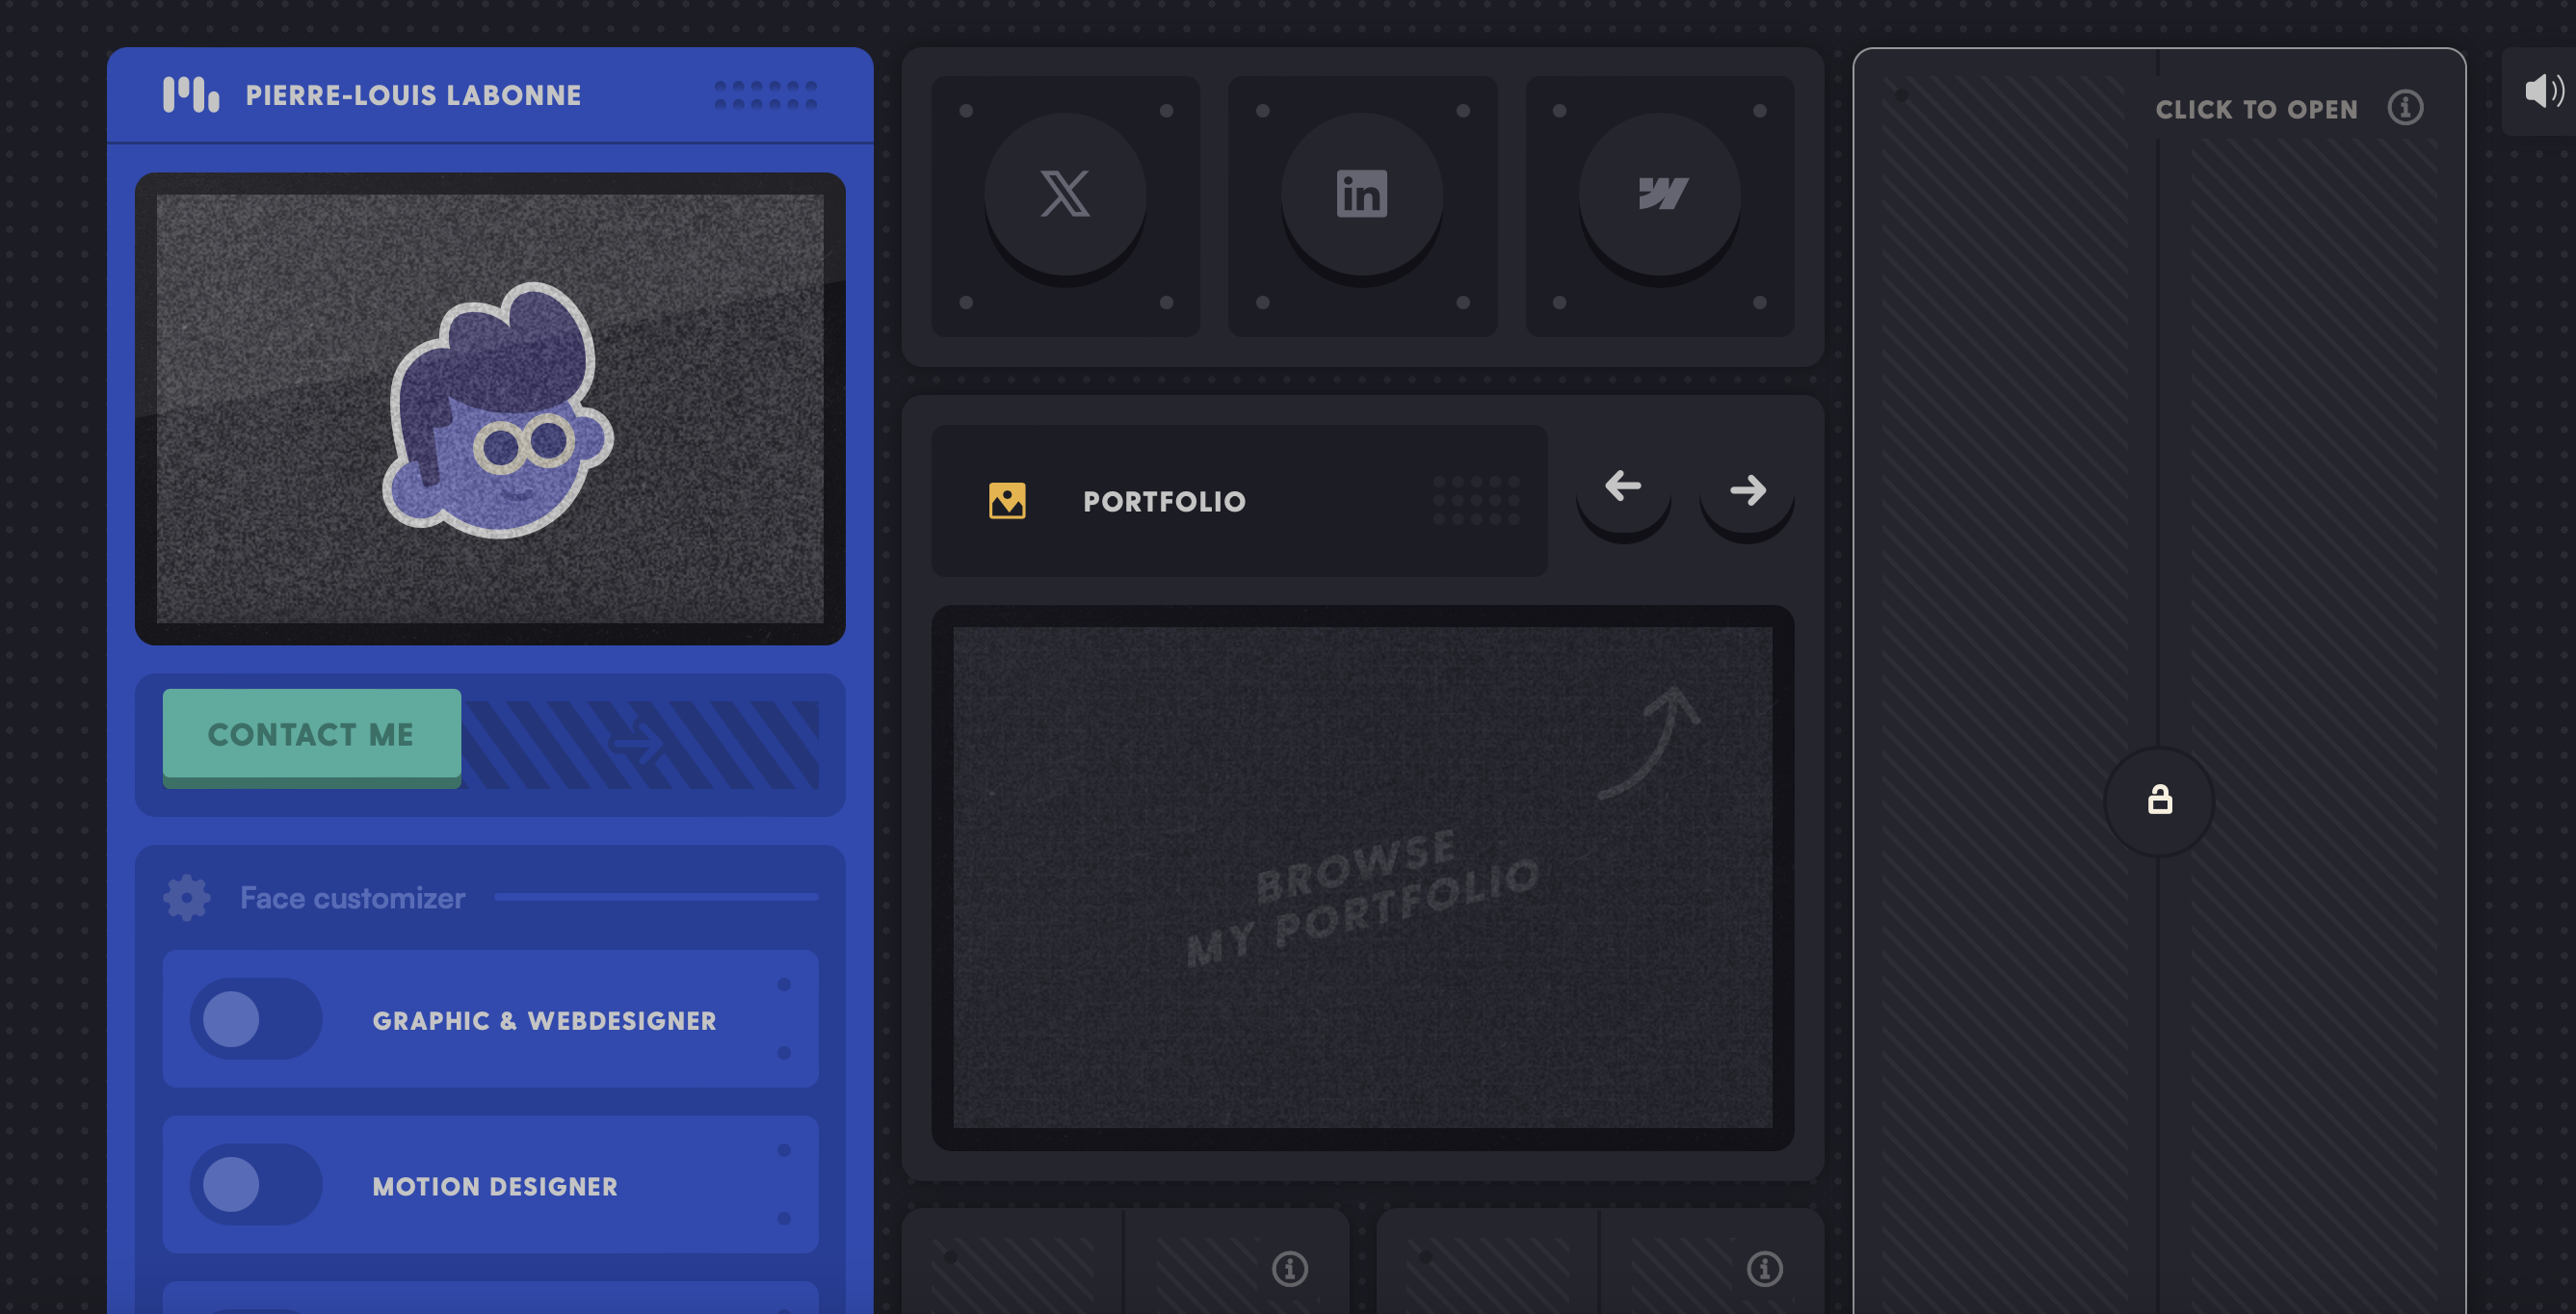 PIERRE-LOUIS LABONNE
CONTACT ME
Face customizer
GRAPHIC & WEBDESIGNER
MOTION DESIGNER
PORTFOLIO
BROWSE
MY PORTFOLIO
CLICK TO OPEN